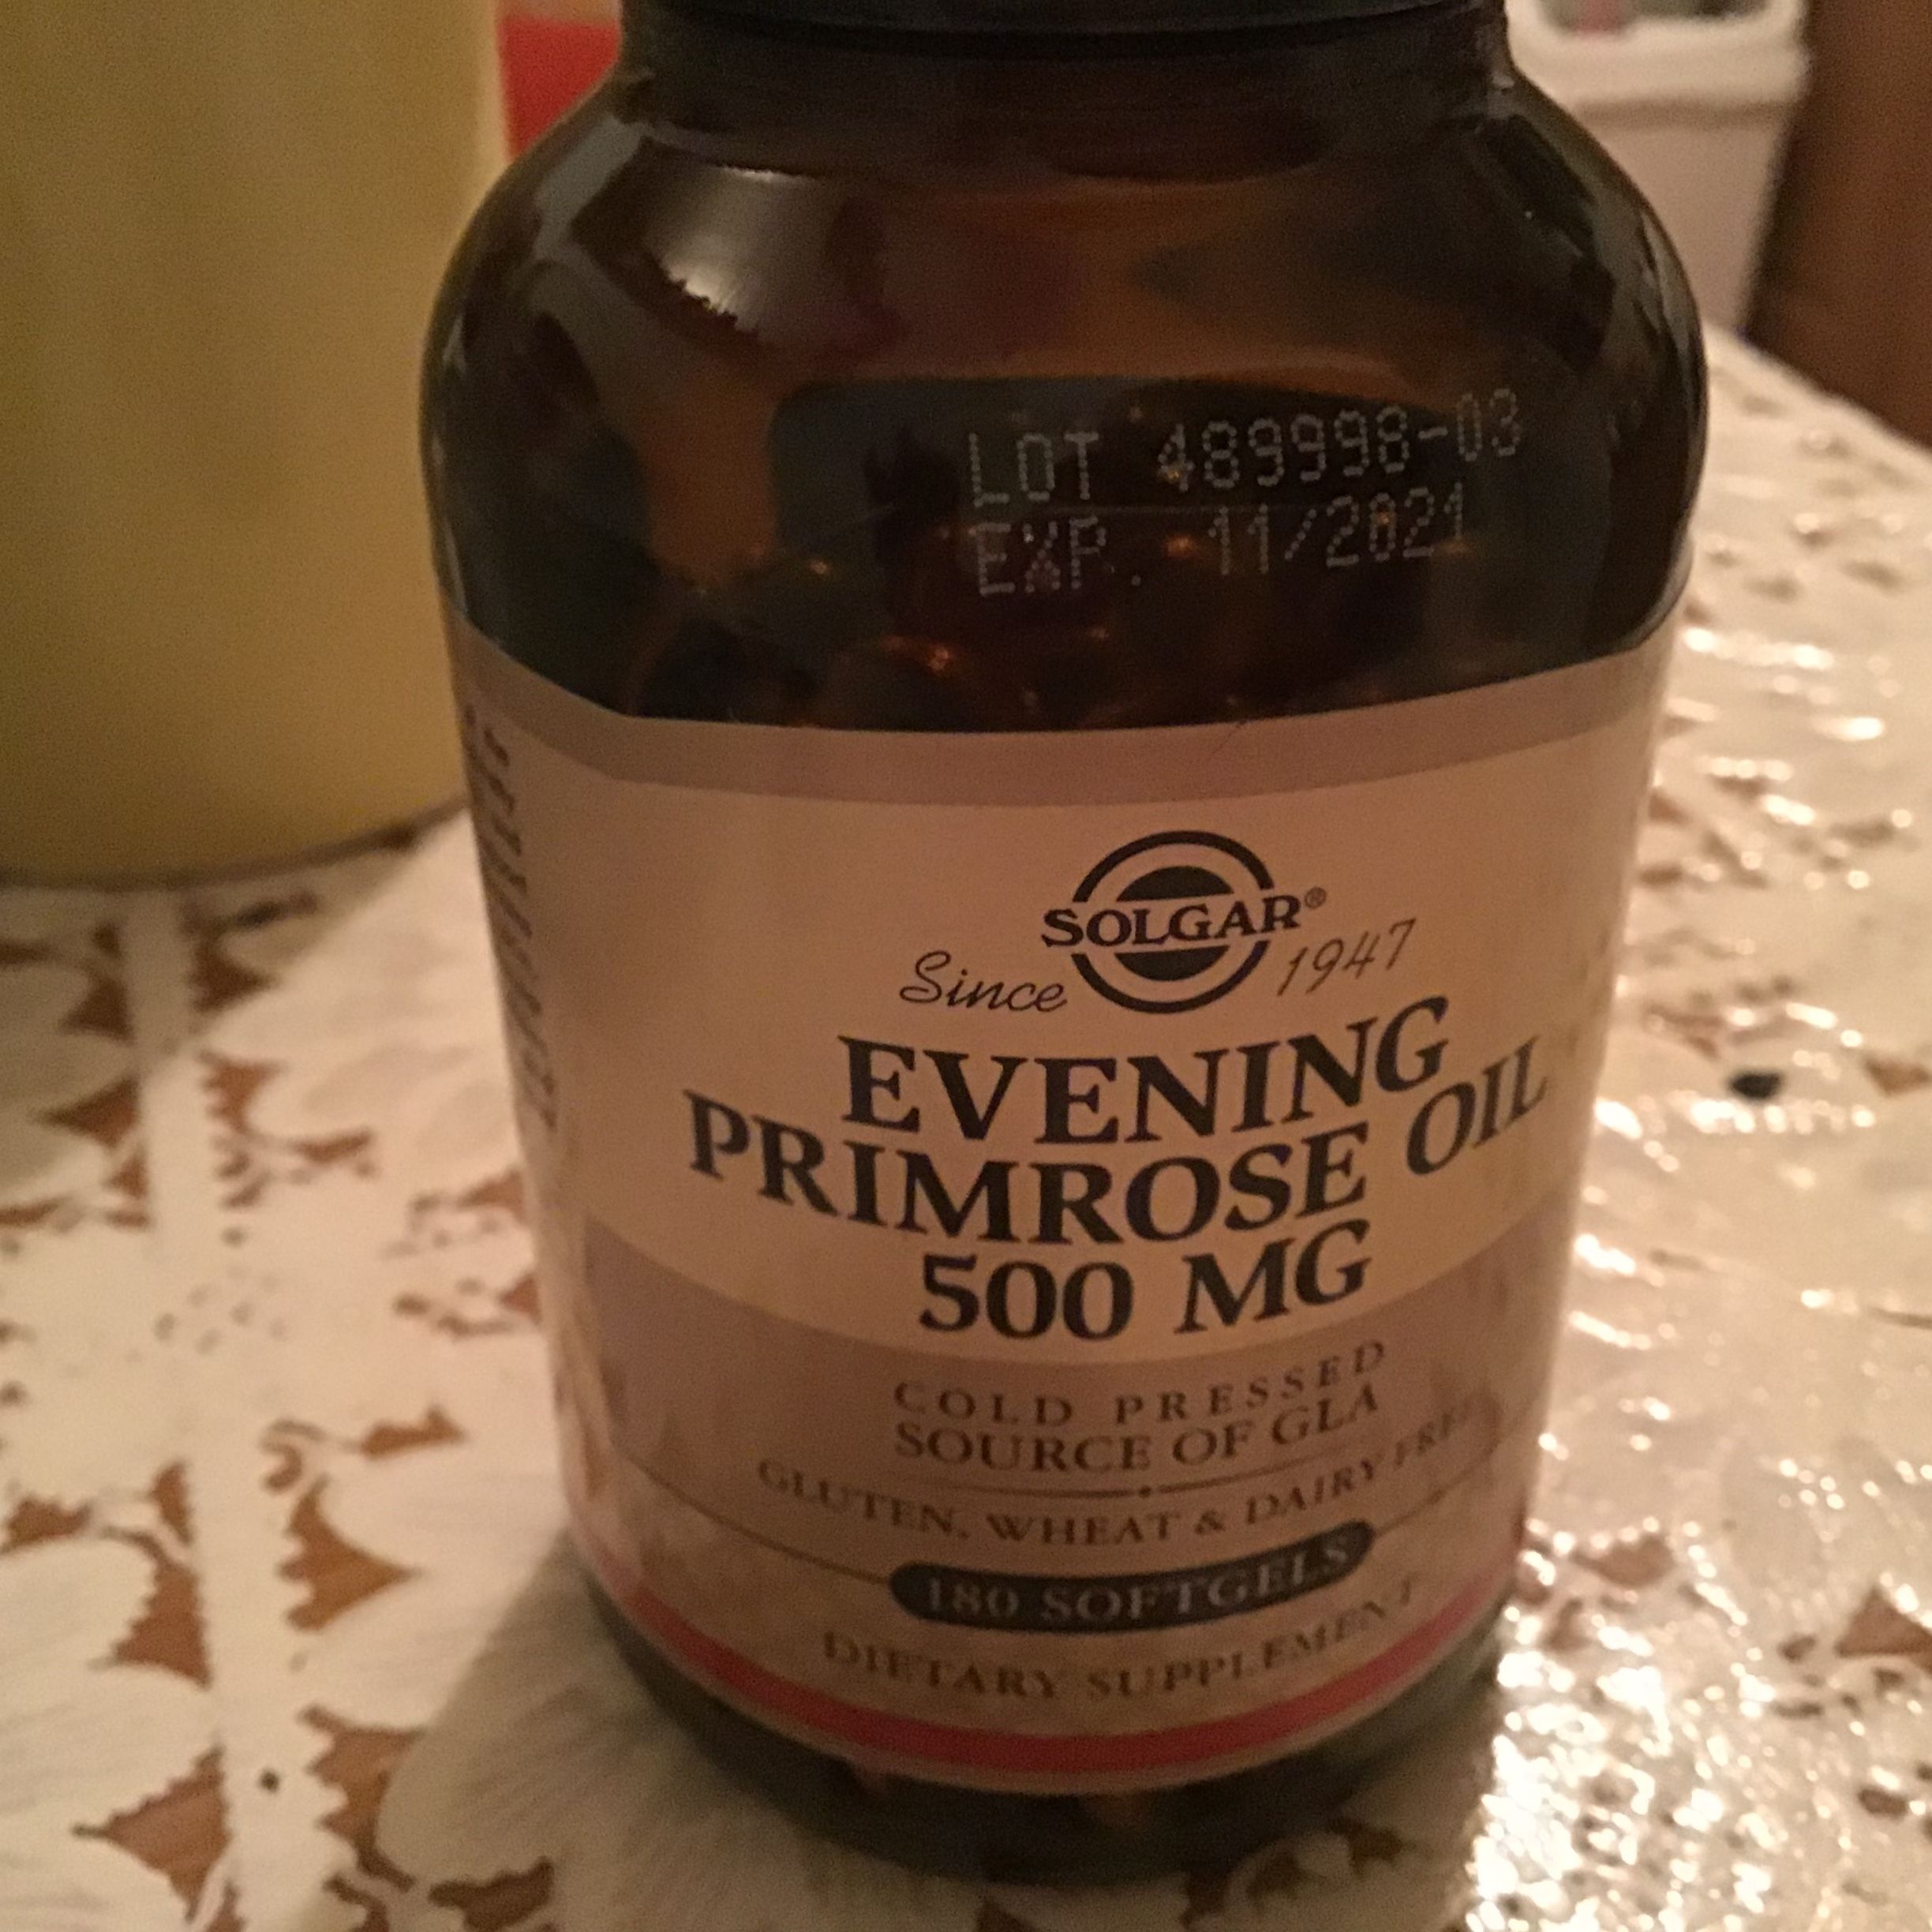 LOT 489998-03
EXP. 11/2021
SOLGAR®
Since 1947
EVENING
PRIMROSE OIL
500 MG
COLD PRESSED
SOURCE OF GLA
GLUTEN, WHEAT & DAIRY FREE
180 SOFTGELS
DIETARY SUPPLEMENT